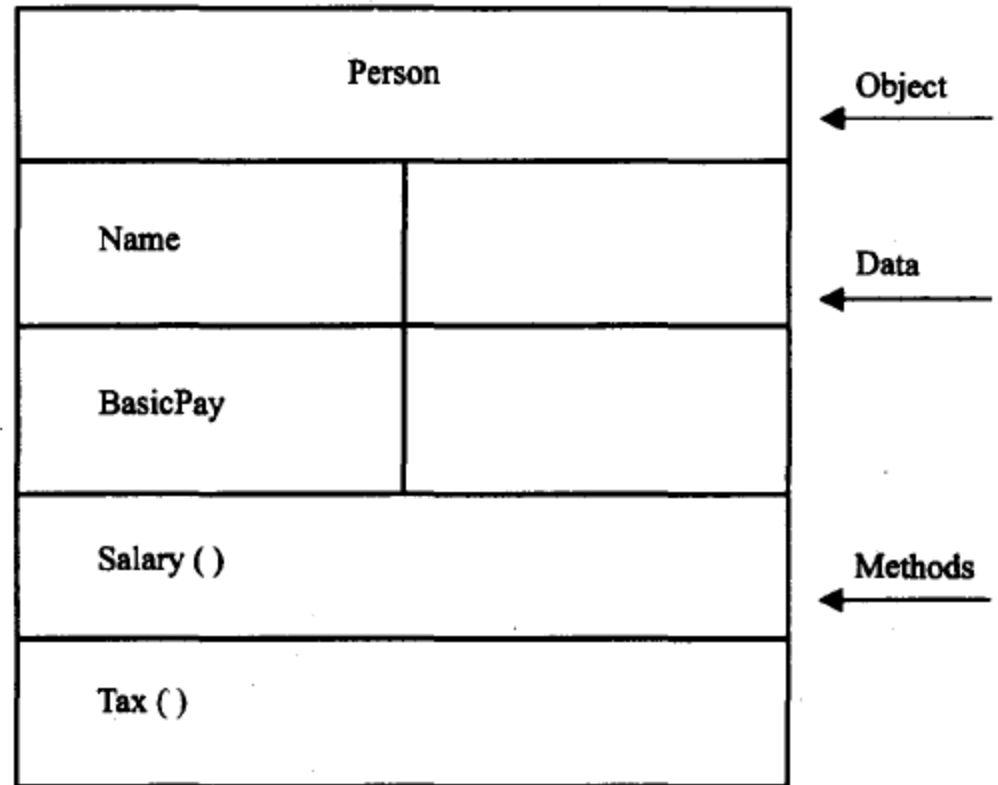 Person
Object
Name
Data
BasicPay
Salary ( )
Methods
Tax ( )